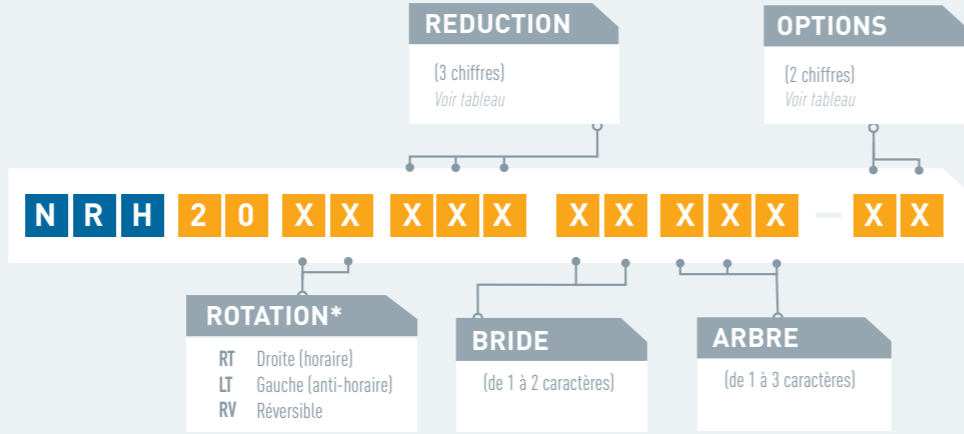 REDUCTION
(3 chiffres)
Voir tableau
OPTIONS
(2 chiffres)
Voir tableau
N R H 2 0 X X X X X X X X X X – X X
ROTATION*
RT Droite (horaire)
LT Gauche (anti-horaire)
RV Réversible
BRIDE
(de 1 à 2 caractères)
ARBRE
(de 1 à 3 caractères)